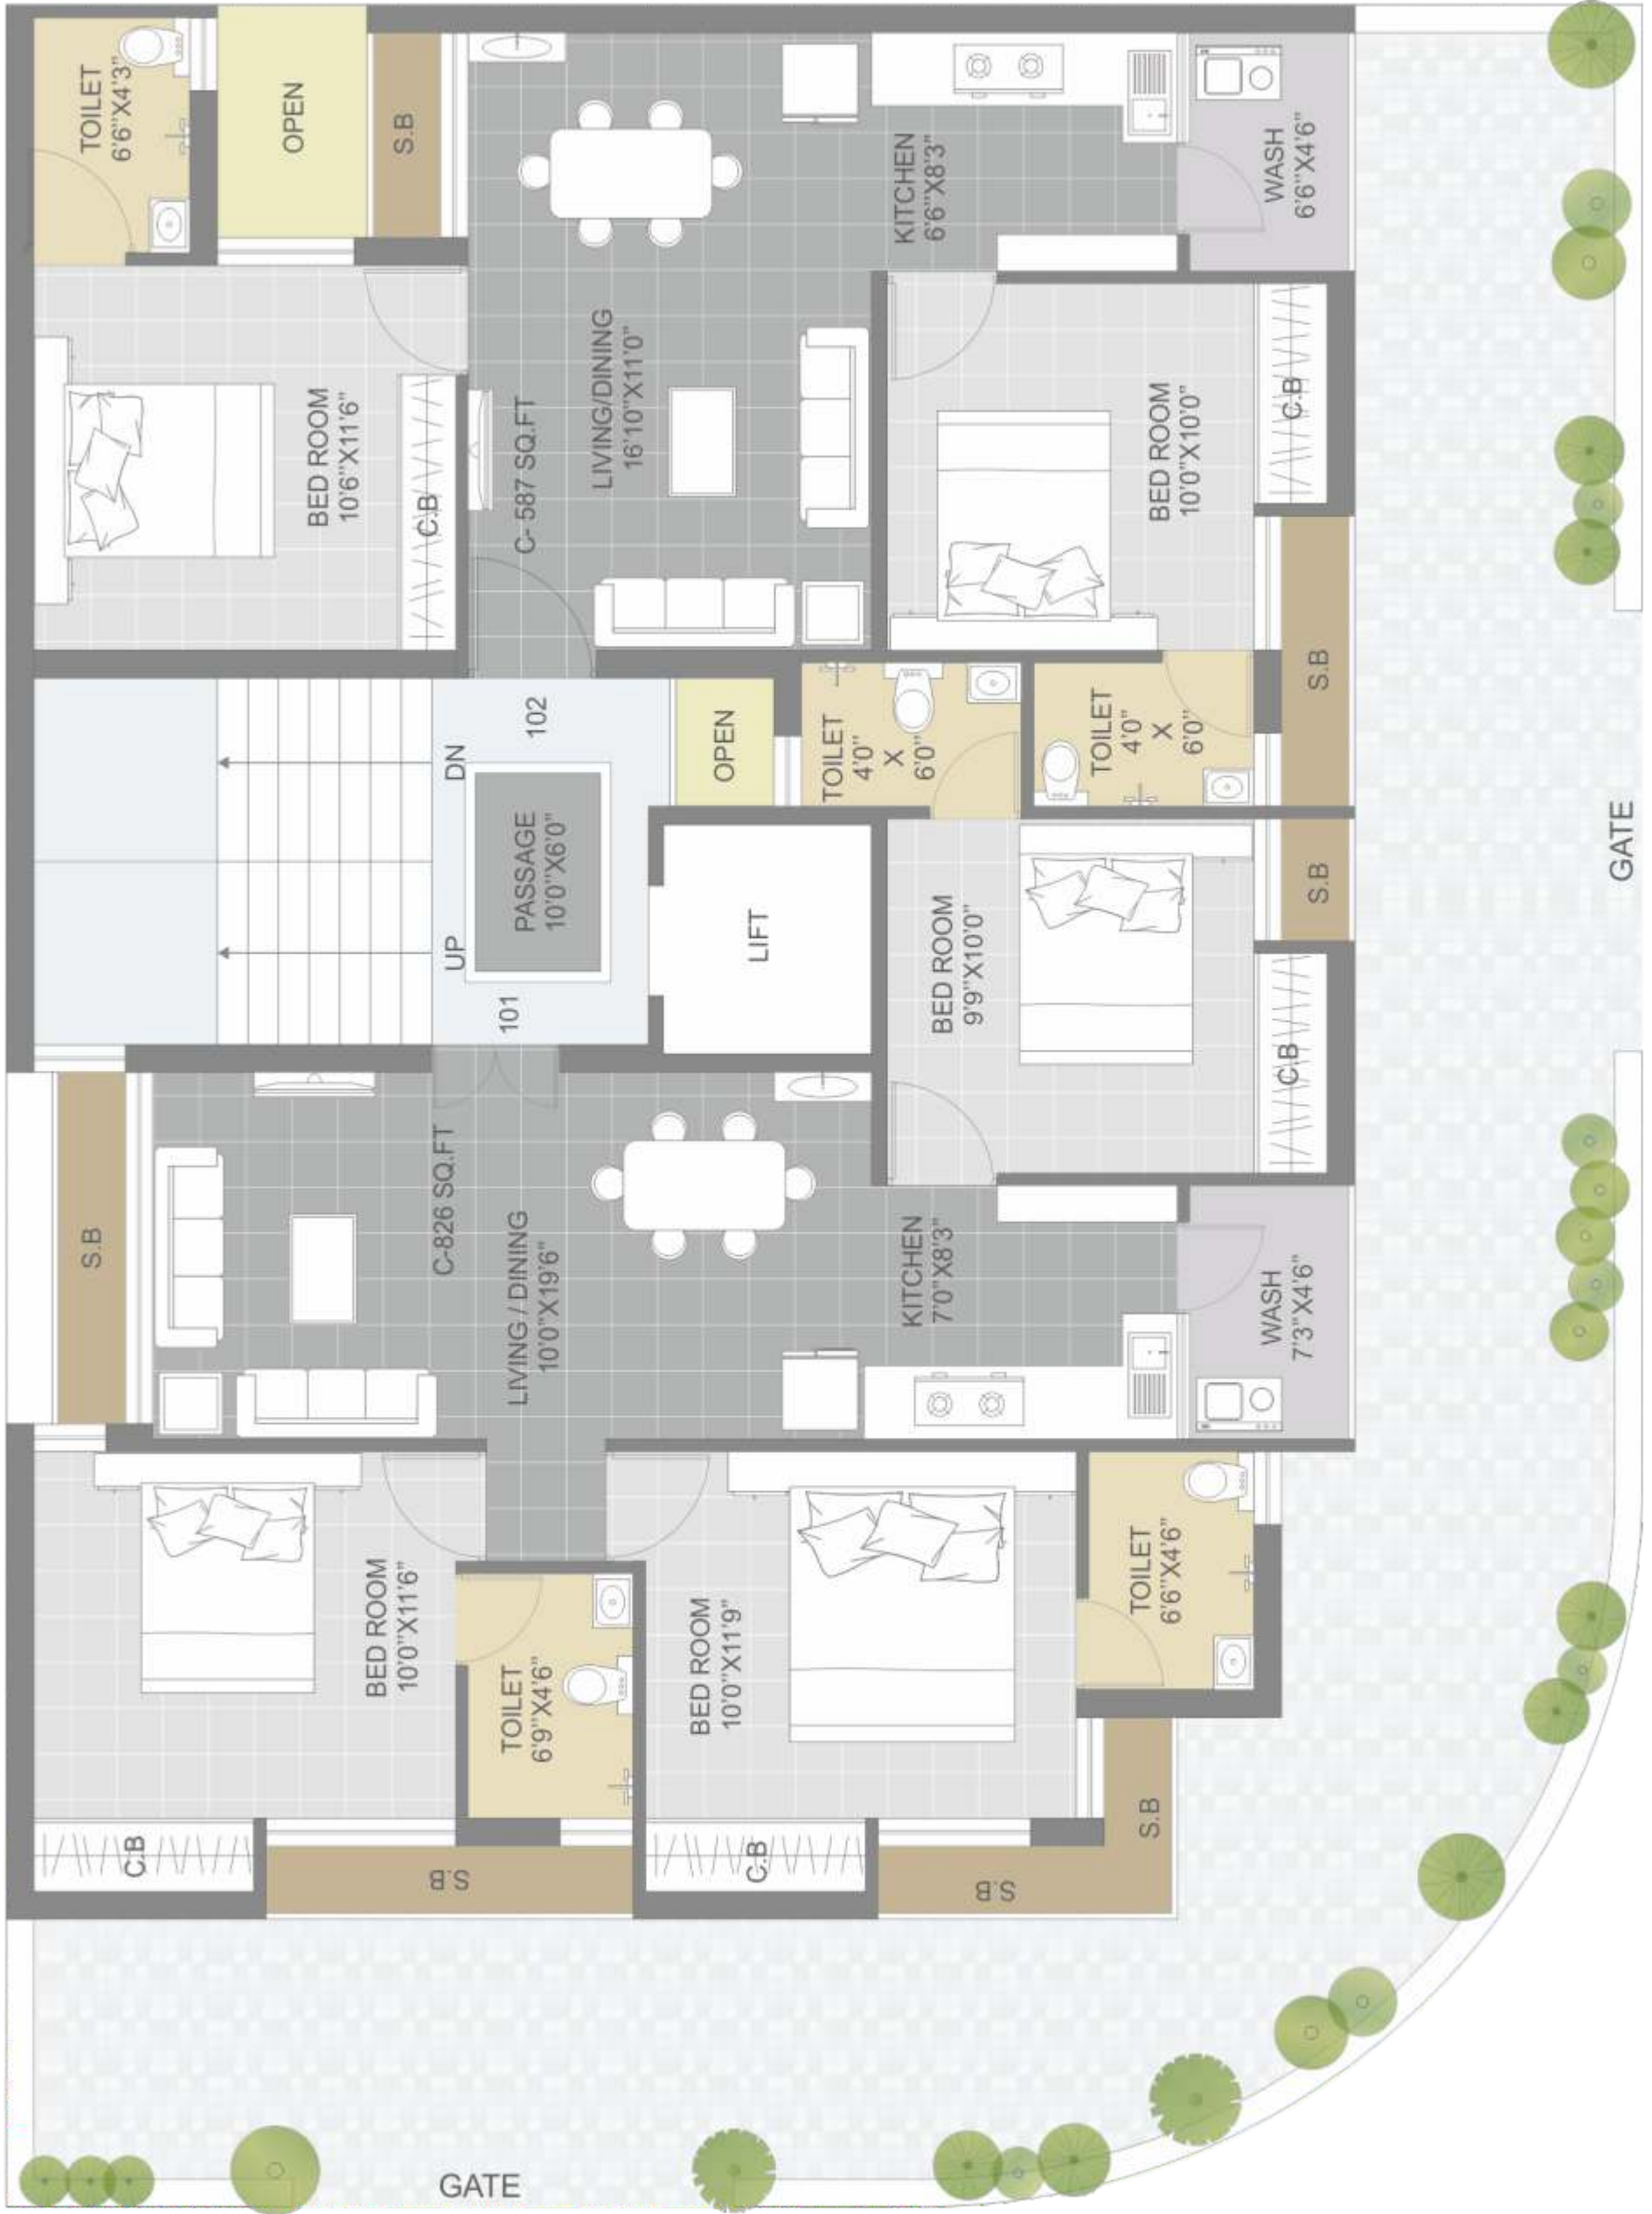 TOILET
6'6"X4'3"
OPEN
S.B
BED ROOM
10'6"X11'6"
C.B
C- 587 SQ.FT
LIVING/DINING
16'10"X11'0"
KITCHEN
6'6"X8'3"
WASH
6'6"X4'6"
BED ROOM
10'0"X10'0"
C.B
S.B
DN
UP
102
101
PASSAGE
10'0"X6'0"
OPEN
LIFT
TOILET
4'0"
X
6'0"
TOILET
4'0"
X
6'0"
BED ROOM
9'9"X10'0"
C.B
S.B
GATE
S.B
C-826 SQ.FT
LIVING / DINING
10'0"X19'6"
KITCHEN
7'0"X8'3"
WASH
7'3"X4'6"
BED ROOM
10'0"X11'6"
C.B
S.B
TOILET
6'9"X4'6"
BED ROOM
10'0"X11'9"
C.B
S.B
TOILET
6'6"X4'6"
S.B
GATE